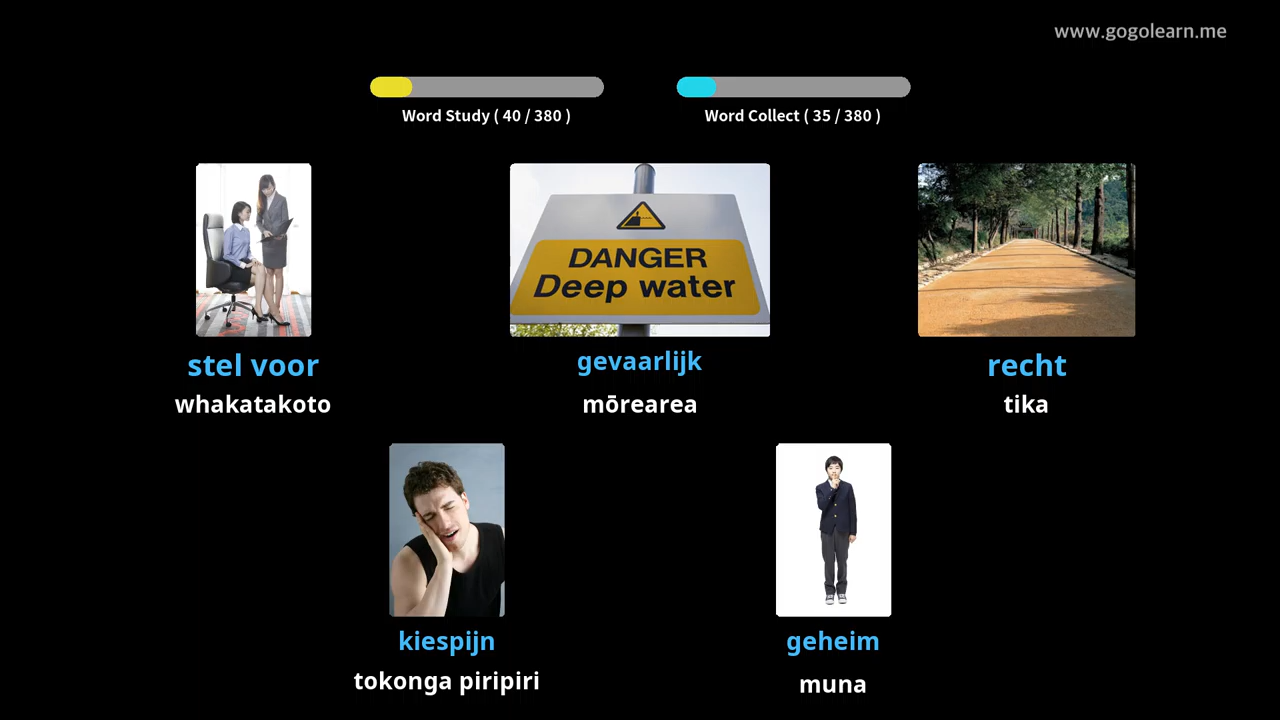 www.gogolearn.me
Word Study ( 40 / 380 )
Word Collect ( 35 / 380 )
DANGER
Deep water
stel voor
gevaarlijk
recht
whakatakoto
mōrearea
tika
kiespijn
geheim
tokonga piripiri
muna